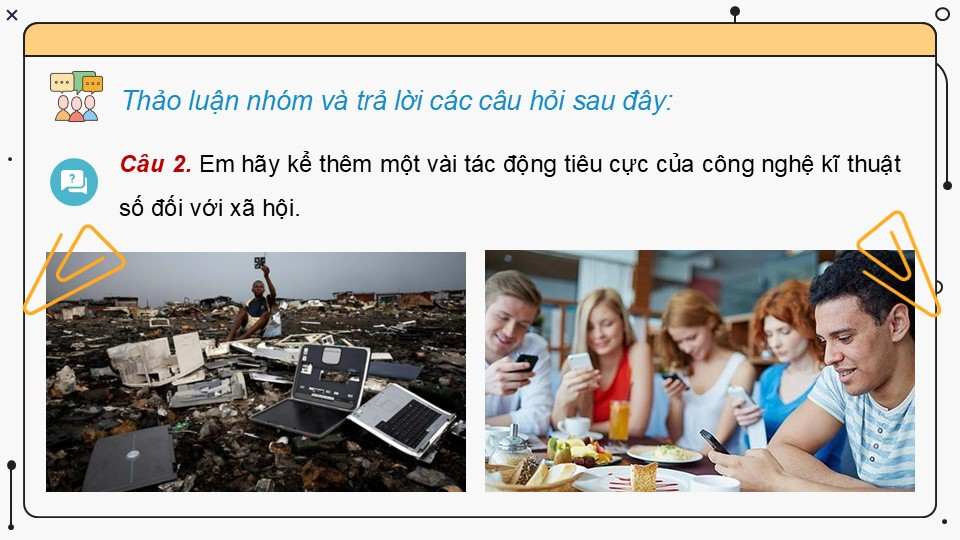 Thảo luận nhóm và trả lời các câu hỏi sau đây:
Câu 2. Em hãy kể thêm một vài tác động tiêu cực của công nghệ kĩ thuật
số đối với xã hội.